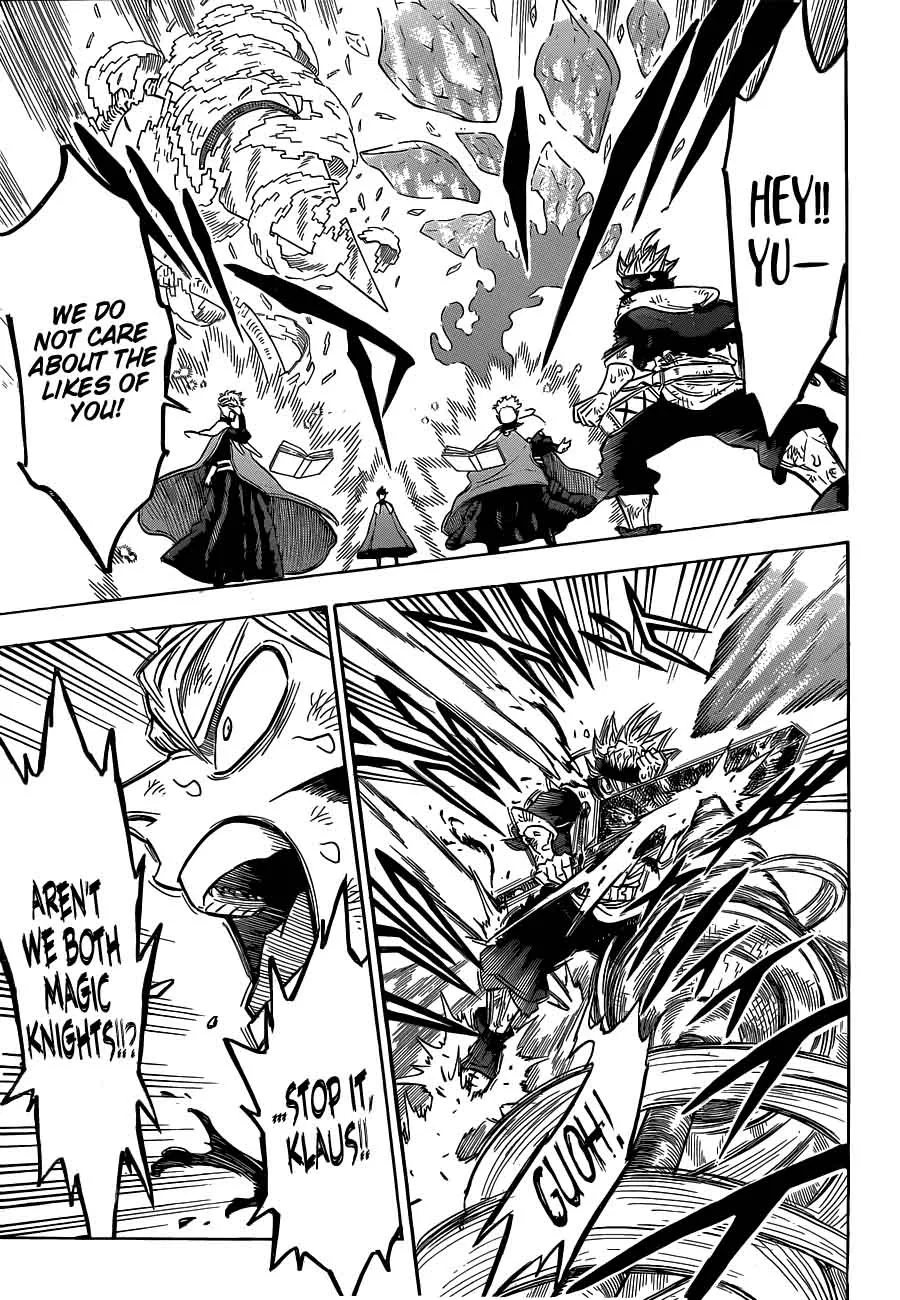 HEY!!
YU—
WE DO
NOT CARE
ABOUT THE
LIKES OF
YOU!
GUOH!
...STOP IT,
KLAUS!!
AREN'T
WE BOTH
MAGIC
KNIGHTS!!?